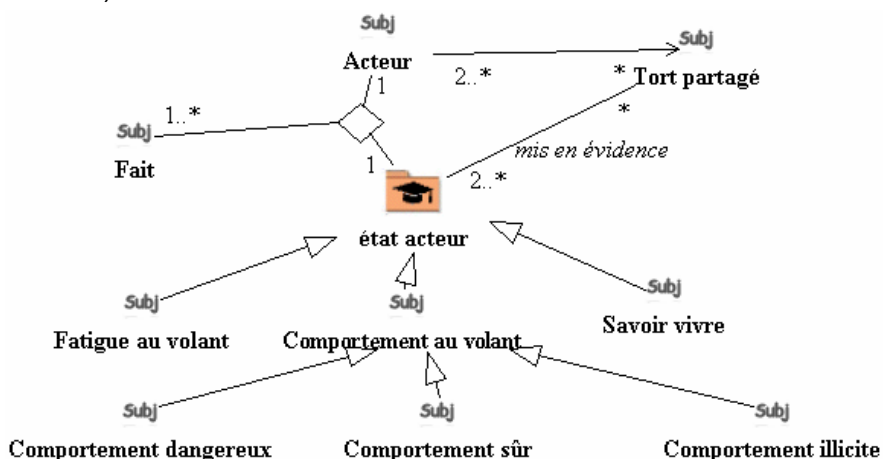 Subj
Acteur
Subj
Tort partagé
2..*
*
*
1
1..*
Subj
Fait
1
mis en évidence
2..*
état acteur
Subj
Fatigue au volant
Subj
Comportement au volant
Subj
Savoir vivre
Subj
Comportement dangereux
Subj
Comportement sûr
Subj
Comportement illicite